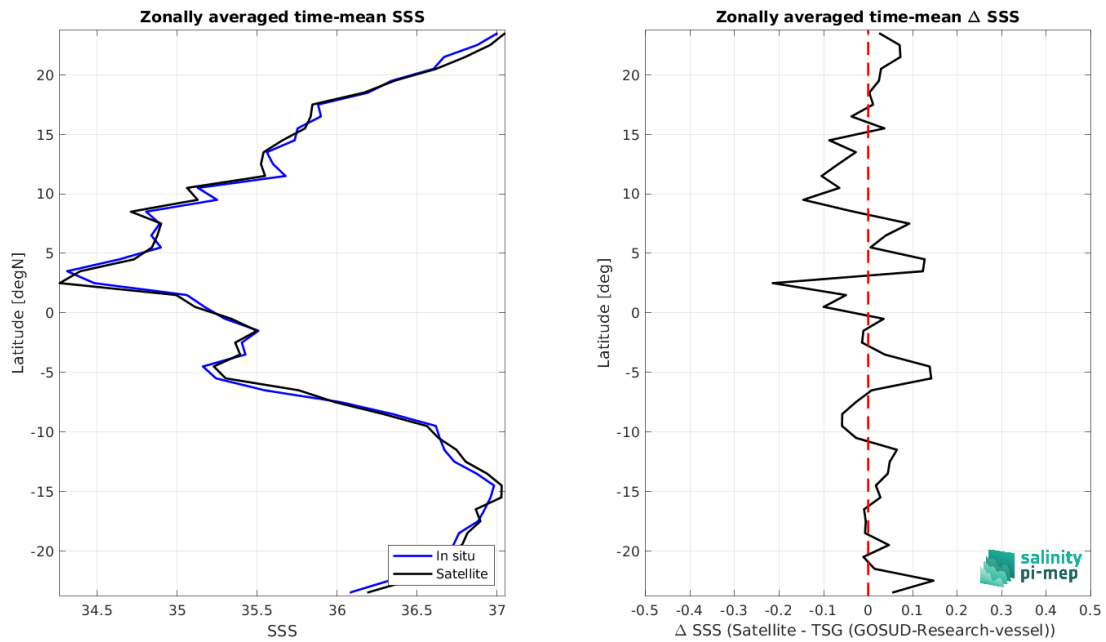 Zonally averaged time-mean SSS
Latitude [degN]
20
15
10
5
0
-5
-10
-15
-20
34.5 35 35.5 36 36.5 37
SSS
In situ
Satellite
Zonally averaged time-mean Δ SSS
Latitude [deg]
20
15
10
5
0
-5
-10
-15
-20
-0.5 -0.4 -0.3 -0.2 -0.1 0 0.1 0.2 0.3 0.4 0.5
Δ SSS (Satellite - TSG (GOSUD-Research-vessel))
salinity
pi-mep